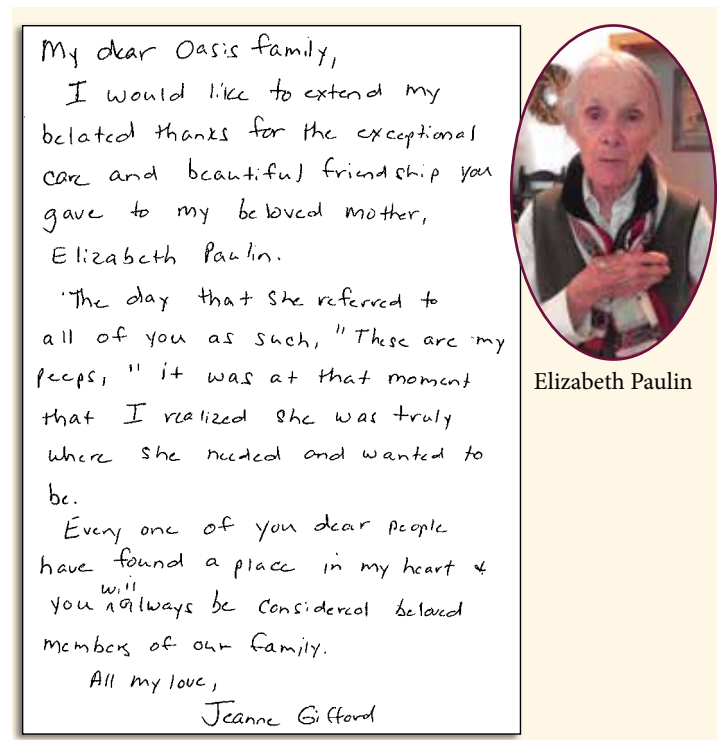 My dear Oasis family,
I would like to extend my
belated thanks for the exceptional
care and beautiful friendship you
gave to my beloved mother,
Elizabeth Paulin.
The day that she referred to
all of you as such, "These are my
peeps," it was at that moment
that I realized she was truly
where she needed and wanted to
be.
Every one of you dear people
have found a place in my heart &
you will always be considered beloved
members of our family.
All my love,
Jeanne Gifford
Elizabeth Paulin